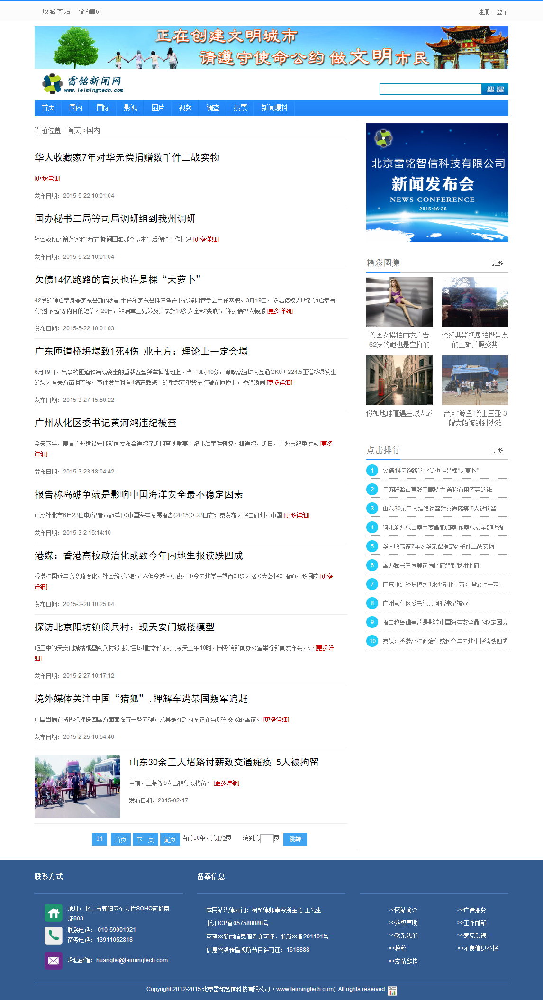 收 藏 本 站 设为首页
注册 登录
正在创建文明城市
请遵守使命公约 做文明市民
雷铭新闻网
www.leimingtech.com
搜 搜
首页 国内 国际 影视 图片 视频 调查 投票 新闻爆料
当前位置：首页 >国内
华人收藏家7年对华无偿捐赠数千件二战实物
[更多详细]
发布日期：2015-5-22 10:01:04
国办秘书三局等司局调研组到我州调研
社会救助政策落实和“两节”期间困难群众基本生活保障工作情况 [更多详细]
发布日期：2015-5-22 10:01:04
欠债14亿跑路的官员也许是棵“大萝卜”
42岁的钟启章身兼惠东县政府办副主任和惠东县珠三角产业转移园管委会主任两职。3月19日，多名债权人收到钟启章写
有“对不起”等内容的短信。20日，钟启章三兄弟及其家族10多人全部“失联”，许多债权人顿感 [更多详细]
发布日期：2015-5-22 10:01:03
广东匝道桥坍塌致1死4伤 业主方：理论上一定会塌
6月19日，出事的匝道和满载瓷土的重载五型货车掉落地上。当日3时40分，粤赣高速城南互通CK0＋224.5匝道桥梁发生
断裂。有关方面调查称，事件发生时有4辆满载瓷土的重载五型货车行驶在匝桥上，桥梁瞬间 [更多详细]
发布日期：2015-3-27 15:50:22
广州从化区委书记黄河鸿违纪被查
今天下午，廉洁广州建设定期新闻发布会通报了近期查处重要违纪违法案件情况。据通报，近日，广州市纪委对从 [更多
详细]
发布日期：2015-3-23 18:04:42
报告称岛礁争端是影响中国海洋安全最不稳定因素
中新社北京6月23日电(记者董冠洋)《中国海洋发展报告(2015)》23日在北京发布。报告研判，中国 [更多详细]
发布日期：2015-3-2 15:14:10
港媒：香港高校政治化或致今年内地生报读跌四成
香港校园近年高度政治化，社会纷扰不断，不但令港人忧虑，更令内地学子望而却步。据《大公报》报道，多间院 [更多
详细]
发布日期：2015-2-28 10:25:04
探访北京阳坊镇阅兵村：现天安门城楼模型
施工中的天安门城楼模型阅兵村绿迷彩色城墙式样的大门今天上午10时，国务院新闻办公室举行新闻发布会，介 [更多详
细]
发布日期：2015-2-27 10:17:12
境外媒体关注中国“猎狐”:押解车遭某国叛军追赶
中国当局在将逃犯押送回国方面面临着一些障碍，尤其是在政府军正在与叛军交战的国家。 [更多详细]
发布日期：2015-2-25 10:54:46
山东30余工人堵路讨薪致交通瘫痪 5人被拘留
目前，王某等5人已被行政拘留。 [更多详细]
发布日期：2015-02-17
14 首页 下一页 尾页 当前10条，第1/2页 转到第 页 跳转
北京雷铭智信科技有限公司
新闻发布会
NEWS CONFERENCE
2015·06·26
精彩图集 更多
美国女模拍内衣广告
62岁的她也是蛮拼的
论经典影视剧拍摄景点
的正确拍照姿势
假如地球遭遇星球大战
台风“鲸鱼”袭击三亚 3
艘大船被刮到沙滩
点击排行 更多
1 欠债14亿跑路的官员也许是棵“大萝卜”
2 江苏盱眙首富张玉鹏坠亡 曾称有用不完的钱
3 山东30余工人堵路讨薪致交通瘫痪 5人被拘留
4 河北沧州枪击案主要嫌犯归案 作案枪支全部收缴
5 华人收藏家7年对华无偿捐赠数千件二战实物
6 国办秘书三局等司局调研组到我州调研
7 广东匝道桥坍塌致1死4伤 业主方：理论上一定...
8 广州从化区委书记黄河鸿违纪被查
9 报告称岛礁争端是影响中国海洋安全最不稳定因素
10 港媒：香港高校政治化或致今年内地生报读跌四成
联系方式
地址：北京市朝阳区东大桥SOHO商都南
塔803
联系电话： 010-59001921
商务电话：13911052818
投稿邮箱：huanglei@leimingtech.com
备案信息
本网站法律顾问：柯桥律师事务所主任 王先生
浙江ICP备057588888号
互联网新闻信息服务许可证：浙新网备201101号
信息网络传播视听节目许可证：1618888
>>网站简介 >>广告服务
>>版权声明 >>工作邮箱
>>联系我们 >>意见反馈
>>投稿 >>不良信息举报
>>友情链接
Copyright 2012-2015 北京雷铭智信科技有限公司（www.leimingtech.com). All rights reserved.